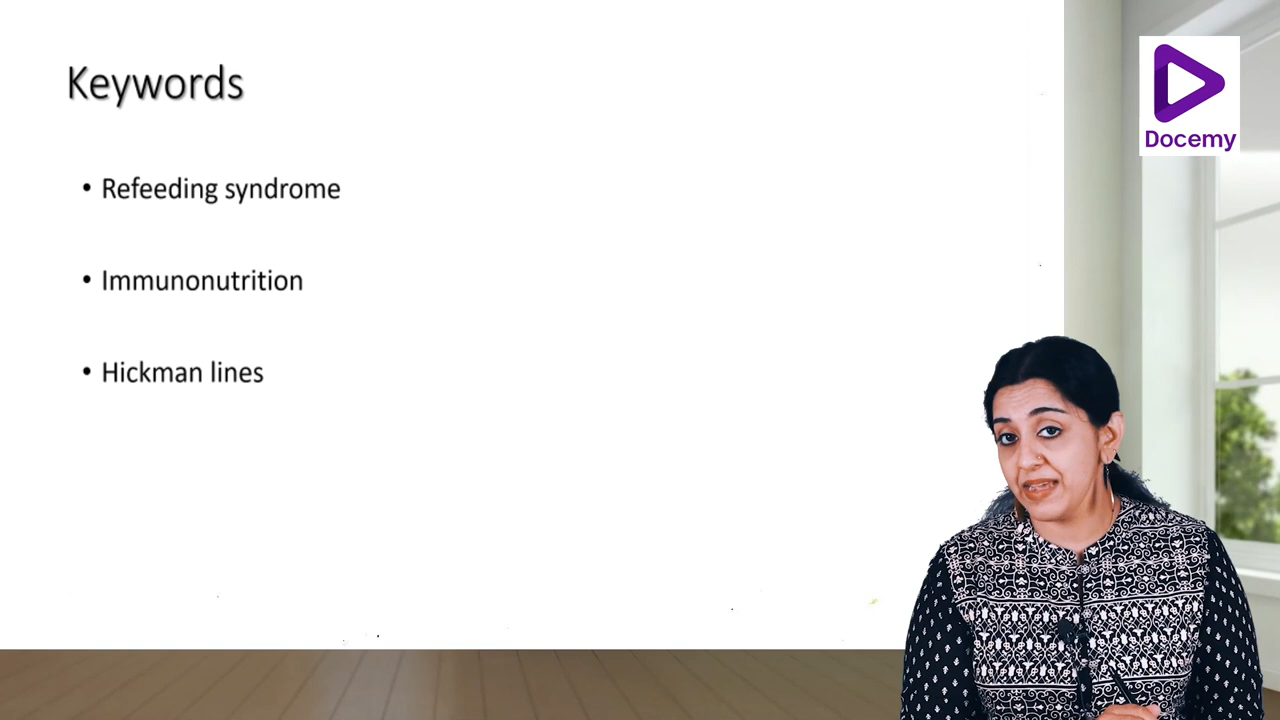 Keywords
• Refeeding syndrome
• Immunonutrition
• Hickman lines
Docemy